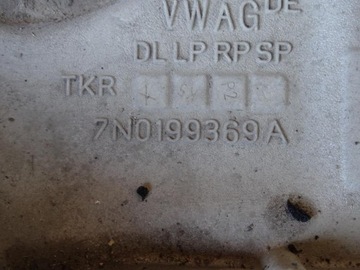 VWAG DE
DL LP RP SP
TKR
7N0199369A